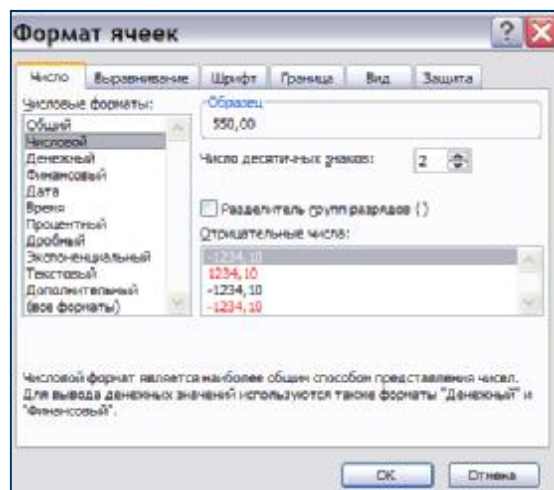 Формат ячеек
Число Выравнивание Шрифт Граница Вид Защита
Числовые форматы:
Общий
Числовой
Денежный
Финансовый
Дата
Время
Процентный
Дробный
Экспоненциальный
Текстовый
Дополнительный
(все форматы)
Образец
550,00
Число десятичных знаков: 2
Разделитель групп разрядов ( )
Отрицательные числа:
-1234,10
1234,10
-1234,10
-1234,10
Числовой формат является наиболее общим способом представления чисел.
Для вывода денежных значений используются также форматы "Денежный" и
"Финансовый".
ОК Отмена